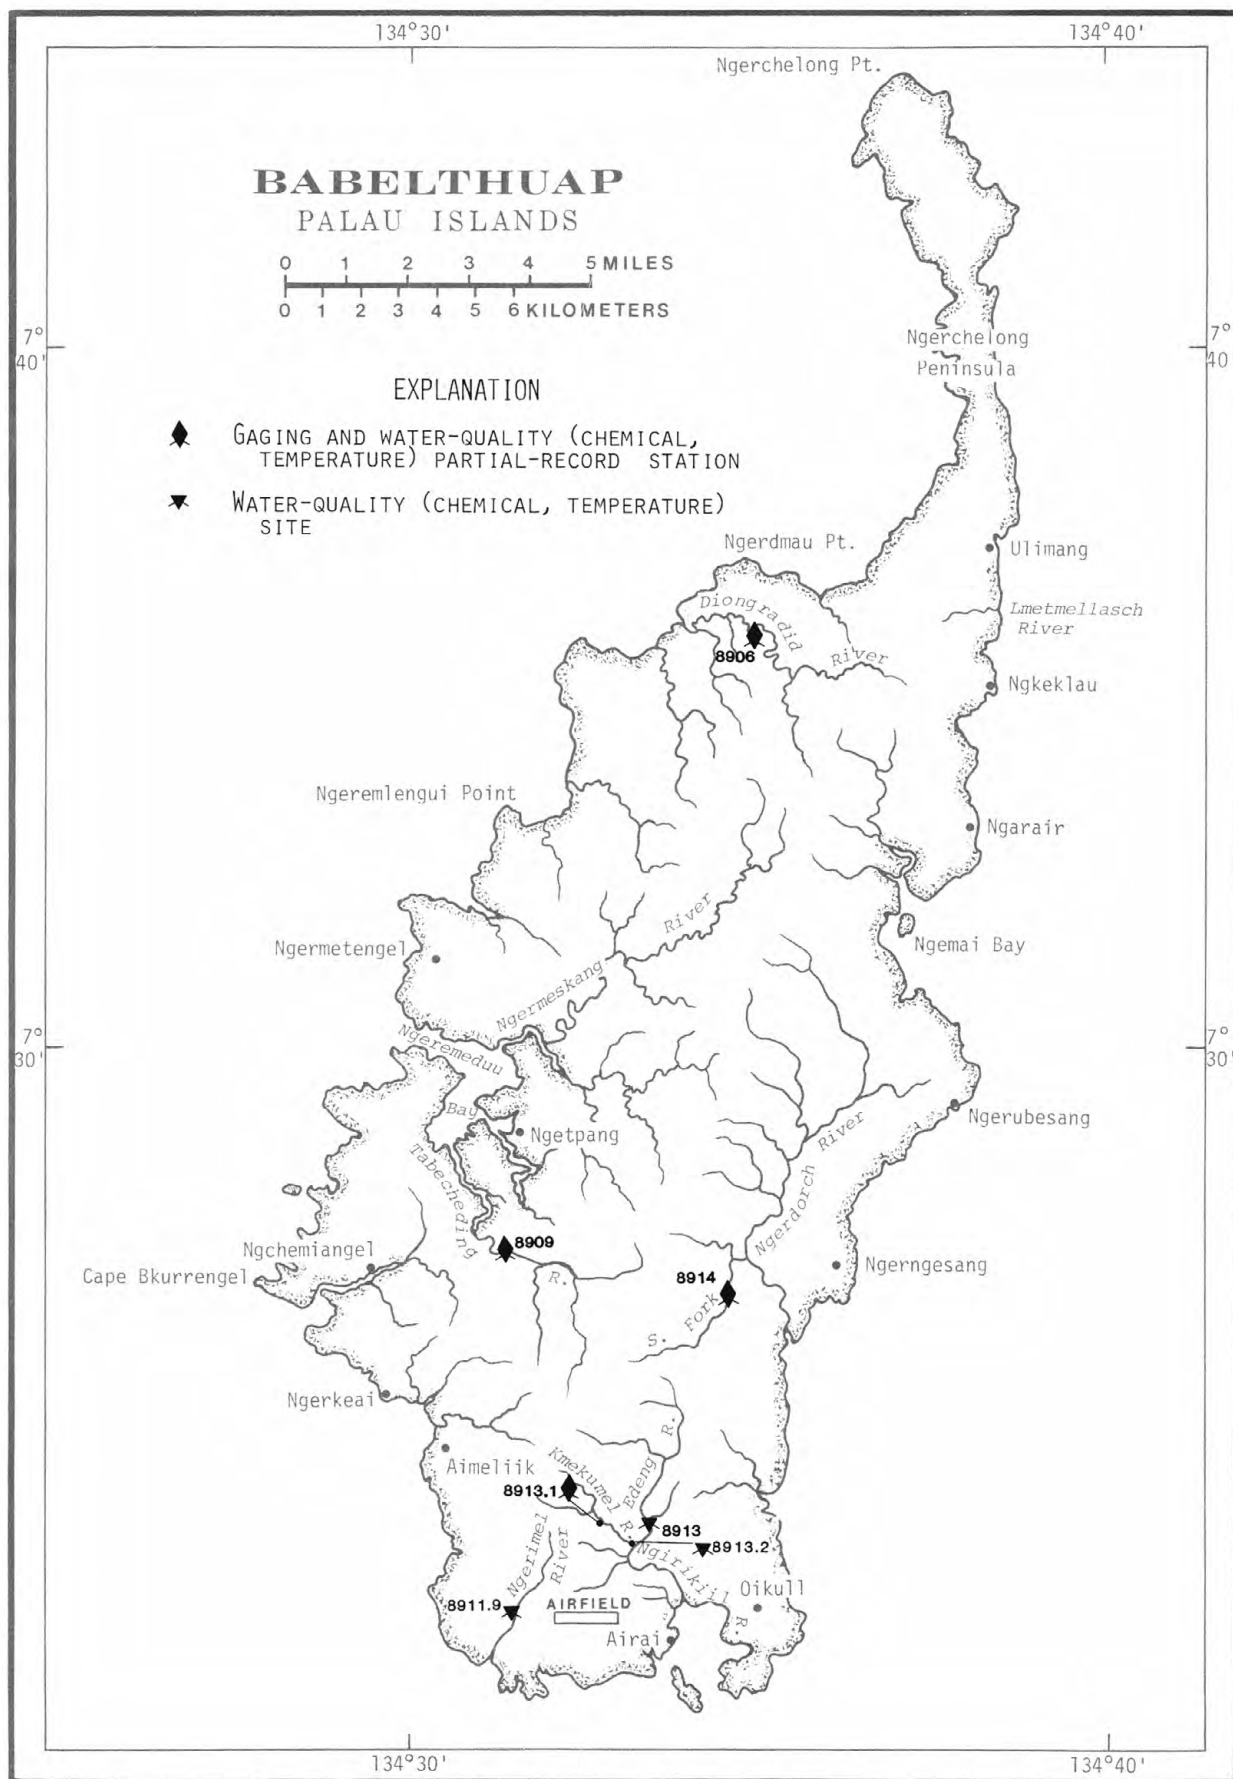 134°30'
134°40'
Ngerchelong Pt.
BABELTHUAP
PALAU ISLANDS
0 1 2 3 4 5 MILES
0 1 2 3 4 5 6 KILOMETERS
7°
40'
7°
40
Ngerchelong
Peninsula
EXPLANATION
GAGING AND WATER-QUALITY (CHEMICAL,
TEMPERATURE) PARTIAL-RECORD STATION
WATER-QUALITY (CHEMICAL, TEMPERATURE)
SITE
Ngerdmau Pt.
Ulimang
Diongradid
River
Lmetmellasch
River
8906
Ngkeklau
Ngeremlengui Point
Ngarair
River
Ngermetengel
Ngemai Bay
Ngermeskang
7°
30'
7°
30'
Ngeremeduu
Bay
Ngerubesang
Ngetpang
River
Tabecheding
Ngerdorch
Ngchemiangel
8909
Cape Bkurrengel
R.
8914
Ngerngesang
S. Fork
Ngerkeai
R.
Aimeliik
Kmekumel R.
Edeng
8913.1
8913
8913.2
Ngerimel
River
Ngirikiil
R.
Oikull
8911.9
AIRFIELD
Airai
134°30'
134°40'